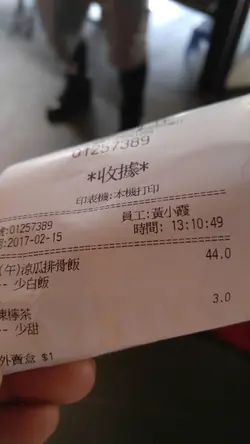 01257389
*收據*
印表機:本機打印
:01257389
員工:黃小霞
:2017-02-15
時間: 13:10:49
(午)涼瓜排骨飯 44.0
-- 少白飯
凍檸茶 3.0
-- 少甜
外賣盒 $1